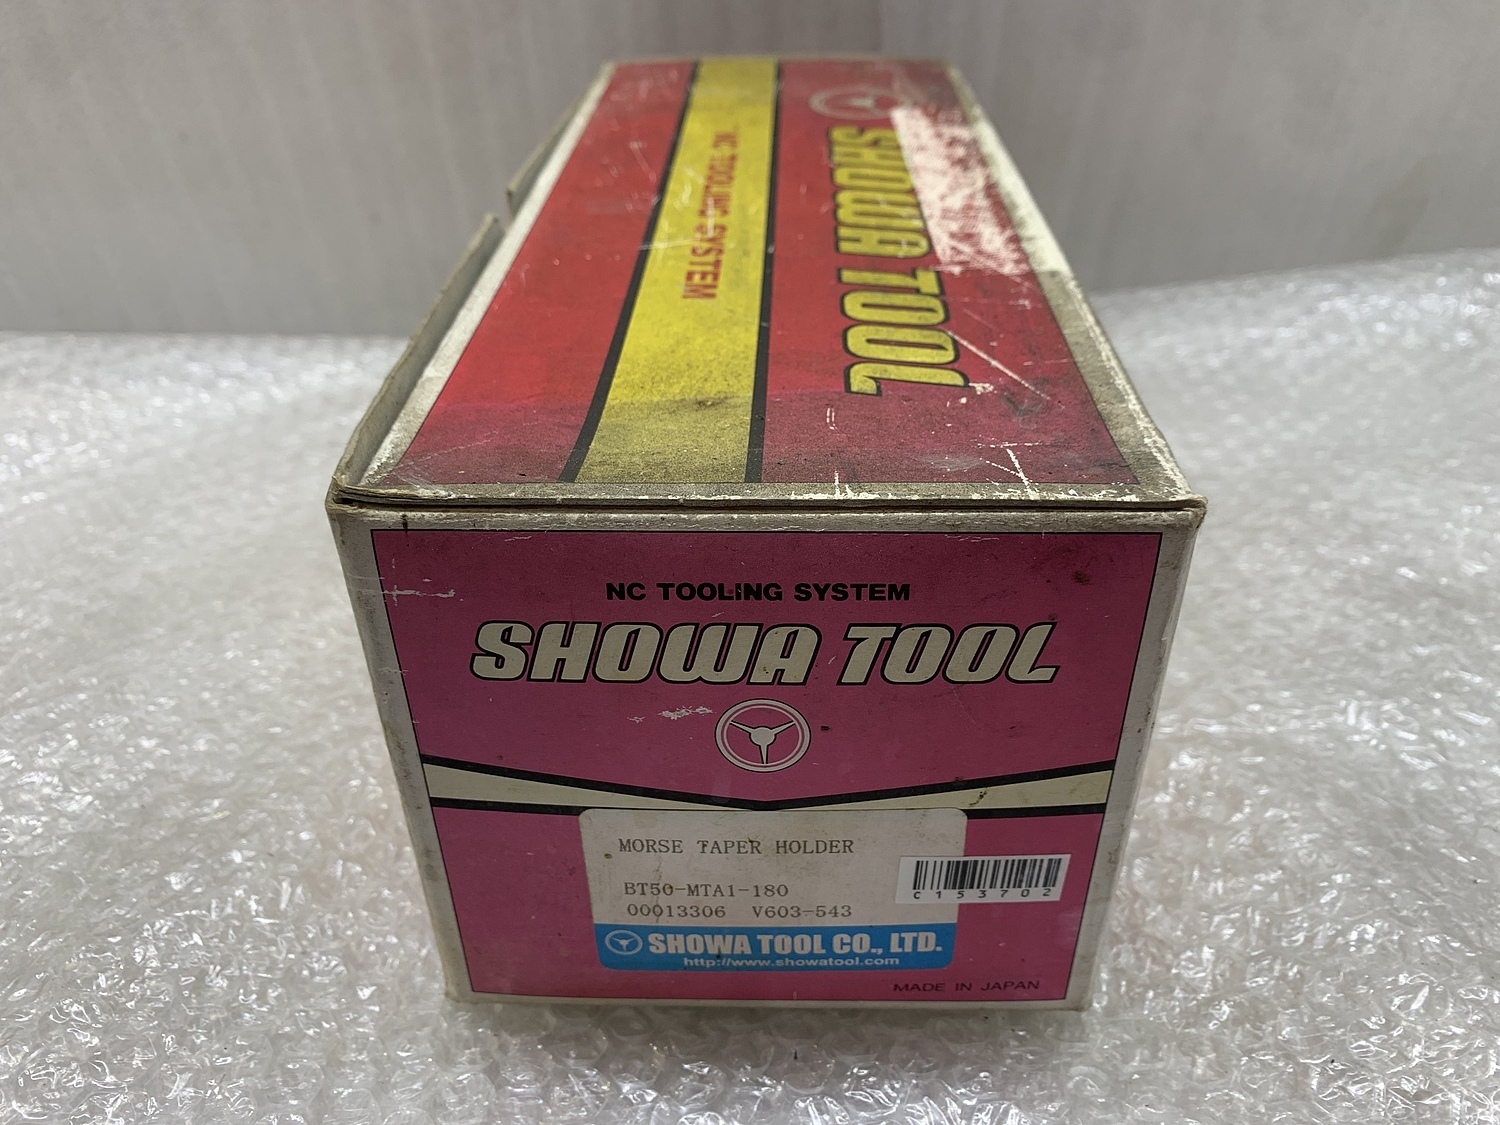 NC TOOLING SYSTEM
SHOWA TOOL
NC TOOLING SYSTEM
SHOWA TOOL
MORSE TAPER HOLDER
BT50-MTA1-180
00013306 V603-543
C153702
SHOWA TOOL CO., LTD.
http://www.showatool.com
MADE IN JAPAN